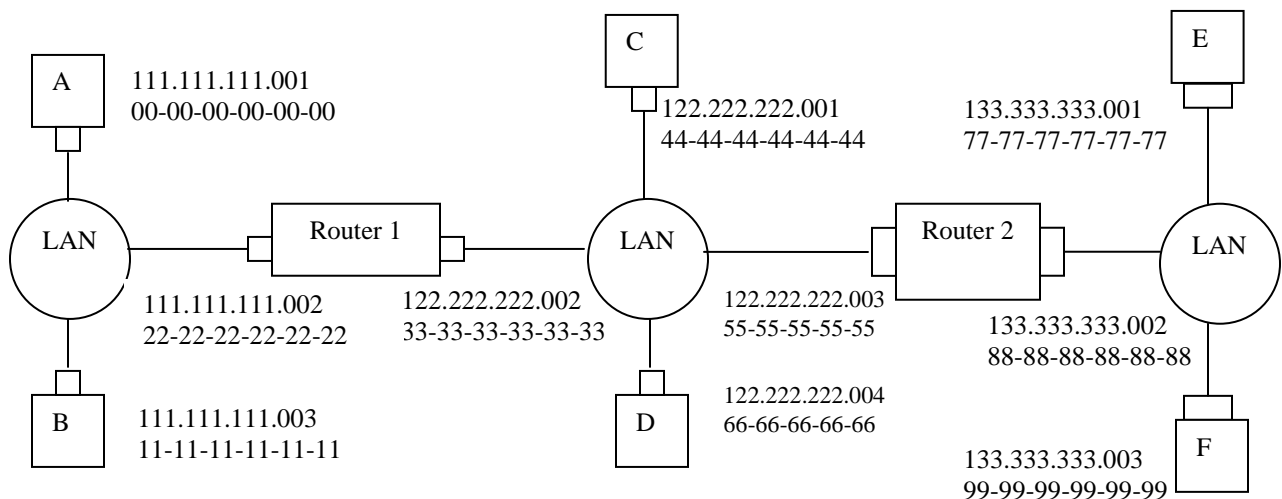 A
111.111.111.001
00-00-00-00-00-00
C
122.222.222.001
44-44-44-44-44-44
E
133.333.333.001
77-77-77-77-77-77
LAN
Router 1
LAN
Router 2
LAN
111.111.111.002
22-22-22-22-22-22
122.222.222.002
33-33-33-33-33-33
122.222.222.003
55-55-55-55-55
133.333.333.002
88-88-88-88-88-88
B
111.111.111.003
11-11-11-11-11-11
D
122.222.222.004
66-66-66-66-66
F
133.333.333.003
99-99-99-99-99-99